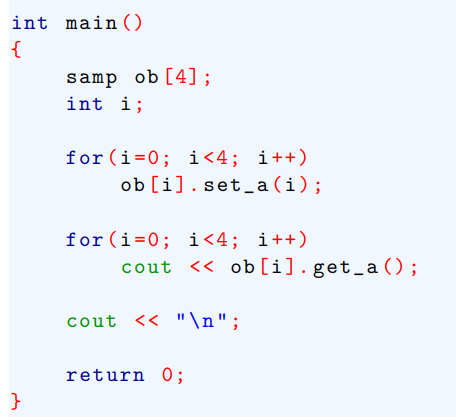 int main()
{
    samp ob[4];
    int i;

    for(i=0; i<4; i++)
        ob[i].set_a(i);

    for(i=0; i<4; i++)
        cout << ob[i].get_a();

    cout << "\n";

    return 0;
}